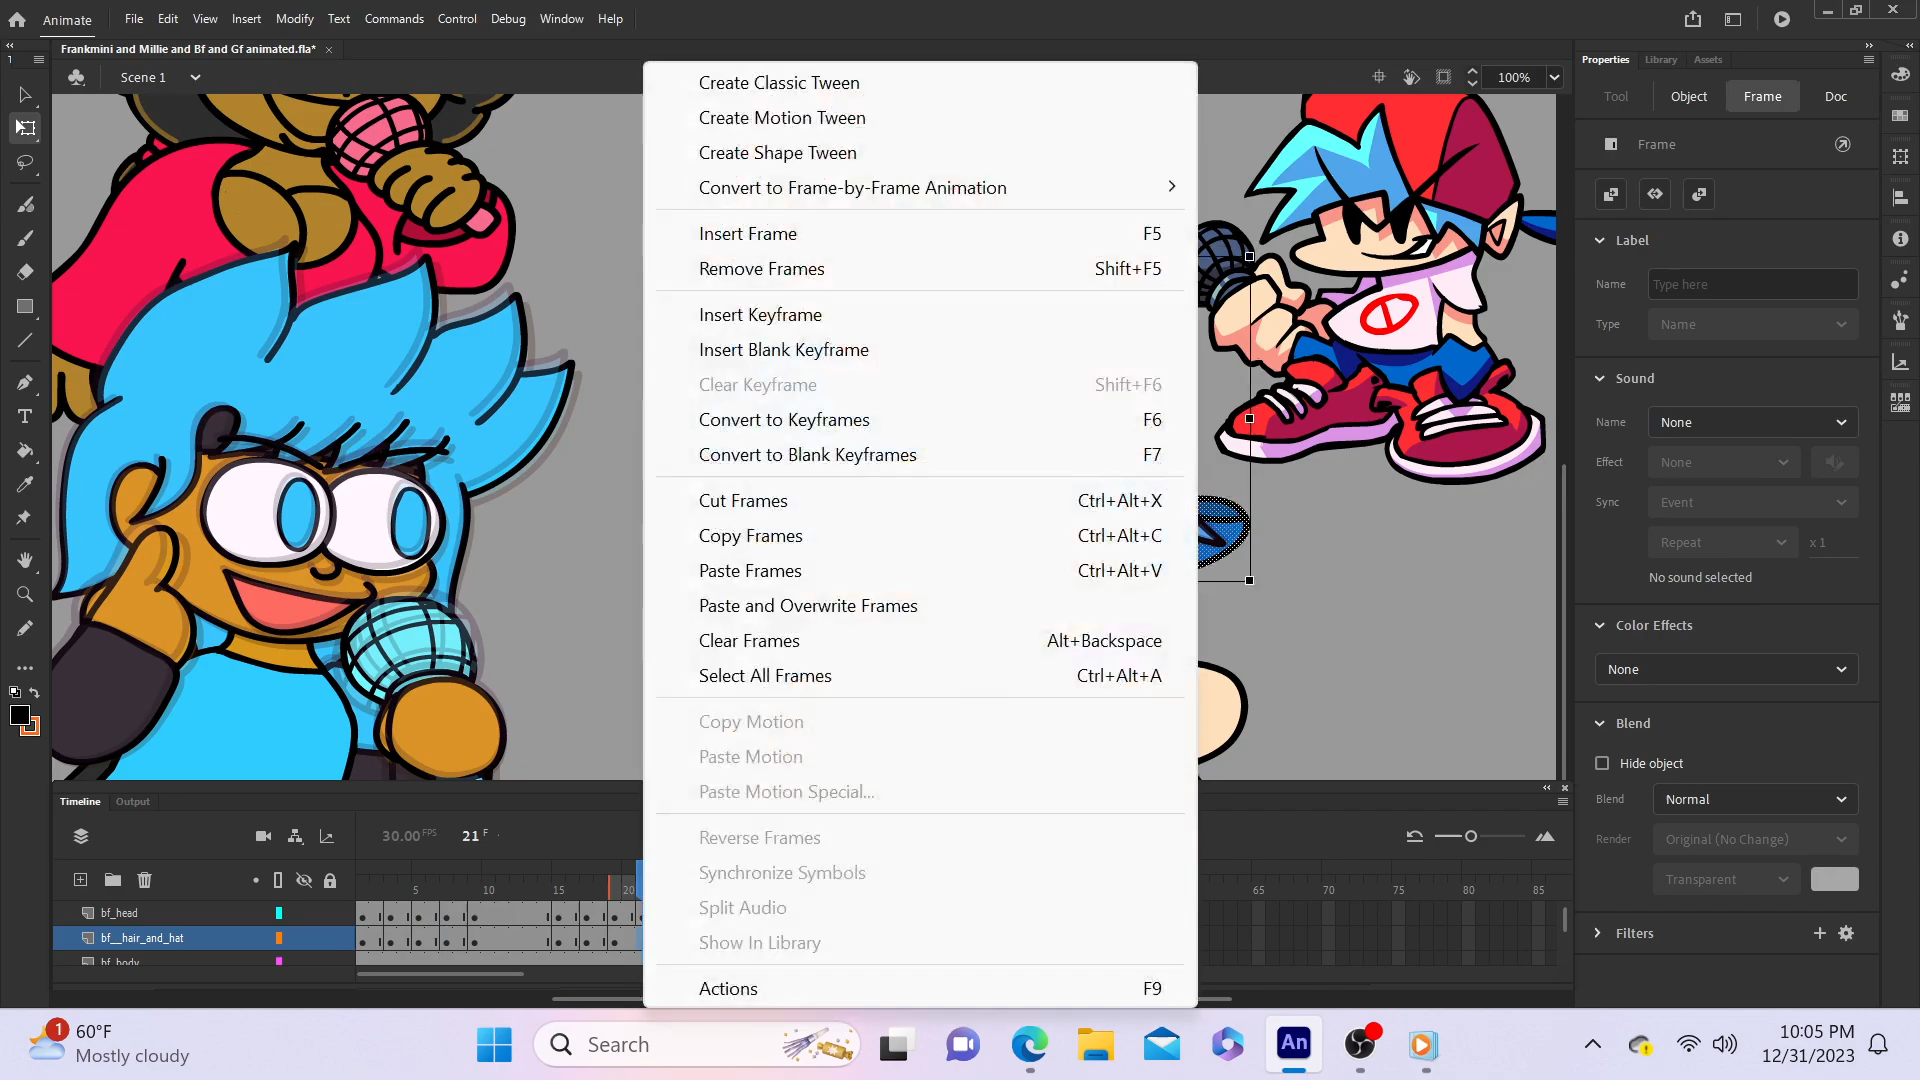 Animate File Edit View Insert Modify Text Commands Control Debug Window Help
Frankmini and Millie and Bf and Gf animated.fla*
Scene 1
100%
Create Classic Tween
Create Motion Tween
Create Shape Tween
Convert to Frame-by-Frame Animation
Insert Frame F5
Remove Frames Shift+F5
Insert Keyframe
Insert Blank Keyframe
Clear Keyframe Shift+F6
Convert to Keyframes F6
Convert to Blank Keyframes F7
Cut Frames Ctrl+Alt+X
Copy Frames Ctrl+Alt+C
Paste Frames Ctrl+Alt+V
Paste and Overwrite Frames
Clear Frames Alt+Backspace
Select All Frames Ctrl+Alt+A
Copy Motion
Paste Motion
Paste Motion Special...
Reverse Frames
Synchronize Symbols
Split Audio
Show In Library
Actions F9
Properties Library Assets
Tool Object Frame Doc
Frame
Label
Name Type here
Type Name
Sound
Name None
Effect None
Sync Event
Repeat x 1
No sound selected
Color Effects
None
Blend
Hide object
Blend Normal
Render Original (No Change)
Transparent
Filters
Timeline Output
30.00 FPS 21 F
5 10 15 20 65 70 75 80 85
bf_head
bf__hair_and_hat
bf_body
1
60°F
Mostly cloudy
Search
An
10:05 PM
12/31/2023